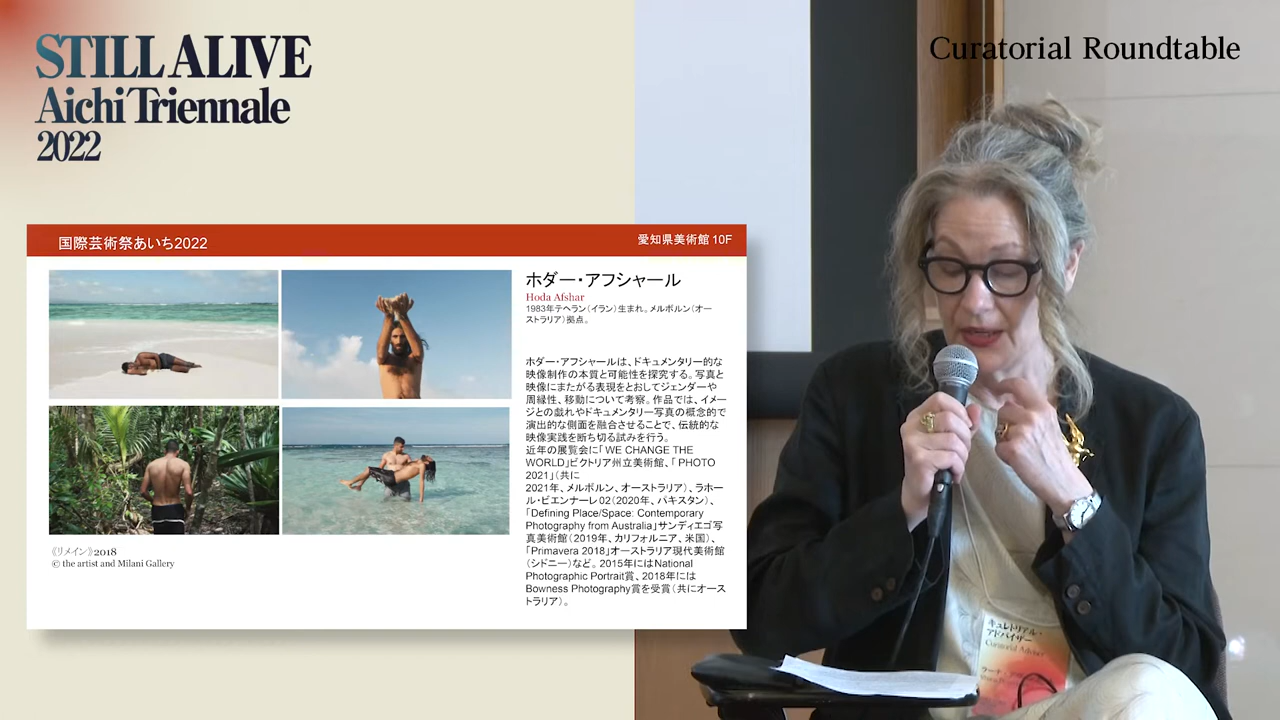 STILL ALIVE
Aichi Triennale
2022
Curatorial Roundtable
国際芸術祭あいち2022
愛知県美術館 10F
ホダー・アフシャール
Hoda Afshar
1983年テヘラン(イラン)生まれ。メルボルン(オー
ストラリア)拠点。
ホダー・アフシャールは、ドキュメンタリー的な
映像制作の本質と可能性を探究する。写真と
映像にまたがる表現をとおしてジェンダーや
周縁性、移動について考察。作品では、イメー
ジとの戯れやドキュメンタリー写真の概念的で
演出的な側面を融合させることで、伝統的な
映像実践を断ち切る試みを行う。
近年の展覧会に「WE CHANGE THE
WORLD」ビクトリア州立美術館、「 PHOTO
2021」(共に
2021年、メルボルン、オーストラリア)、ラホー
ル・ビエンナーレ02(2020年、パキスタン)、
「Defining Place/Space: Contemporary
Photography from Australia」サンディエゴ写
真美術館(2019年、カリフォルニア、米国)、
「Primavera 2018」オーストラリア現代美術館
(シドニー)など。2015年にはNational
Photographic Portrait賞、2018年には
Bowness Photography賞を受賞(共にオース
トラリア)。
《リメイン》2018
© the artist and Milani Gallery
キュレトリアル・
アドバイザー
Curatorial Adviser